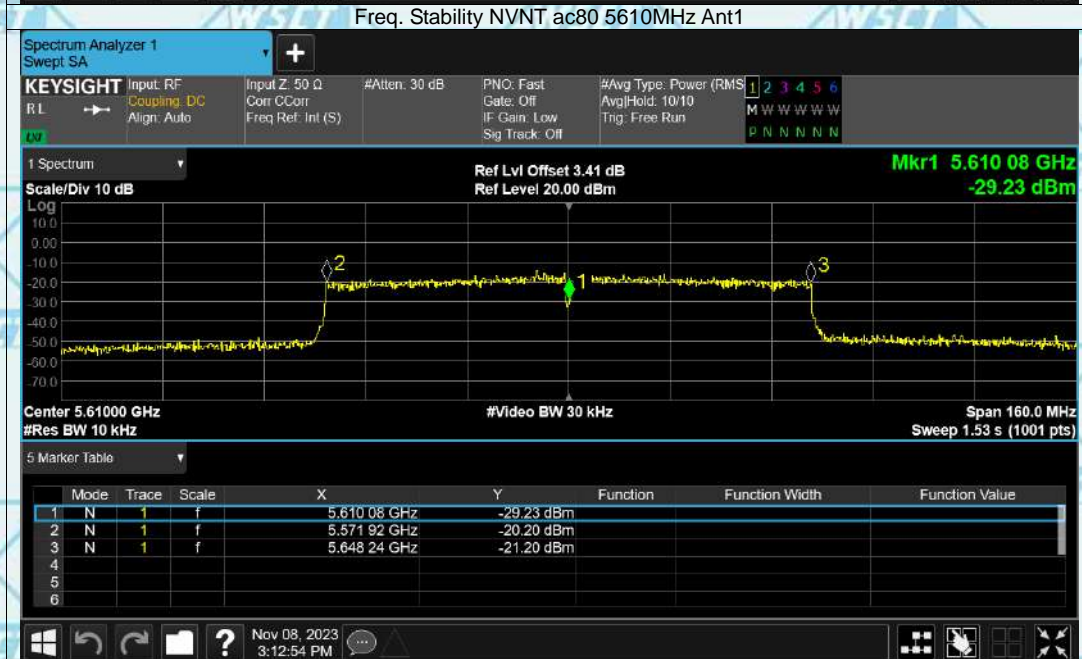 Freq. Stability NVNT ac80 5610MHz Ant1
Spectrum Analyzer 1
Swept SA
+
KEYSIGHT Input: RF Input Z: 50 Ω #Atten: 30 dB PNO: Fast #Avg Type: Power (RMS 1 2 3 4 5 6
RL Coupling: DC Corr CCorr Gate: Off Avg|Hold: 10/10 M W W W W W
Align: Auto Freq Ref: Int (S) IF Gain: Low Trig: Free Run
Sig Track: Off P N N N N N
LXI
1 Spectrum Ref Lvl Offset 3.41 dB Mkr1 5.610 08 GHz
Scale/Div 10 dB Ref Level 20.00 dBm -29.23 dBm
Log
10.0
0.00
-10.0 2 3
-20.0 1
-30.0
-40.0
-50.0
-60.0
-70.0
Center 5.61000 GHz #Video BW 30 kHz Span 160.0 MHz
#Res BW 10 kHz Sweep 1.53 s (1001 pts)
5 Marker Table
Mode Trace Scale X Y Function Function Width Function Value
1 N 1 f 5.610 08 GHz -29.23 dBm
2 N 1 f 5.571 92 GHz -20.20 dBm
3 N 1 f 5.648 24 GHz -21.20 dBm
4
5
6
? Nov 08, 2023
3:12:54 PM